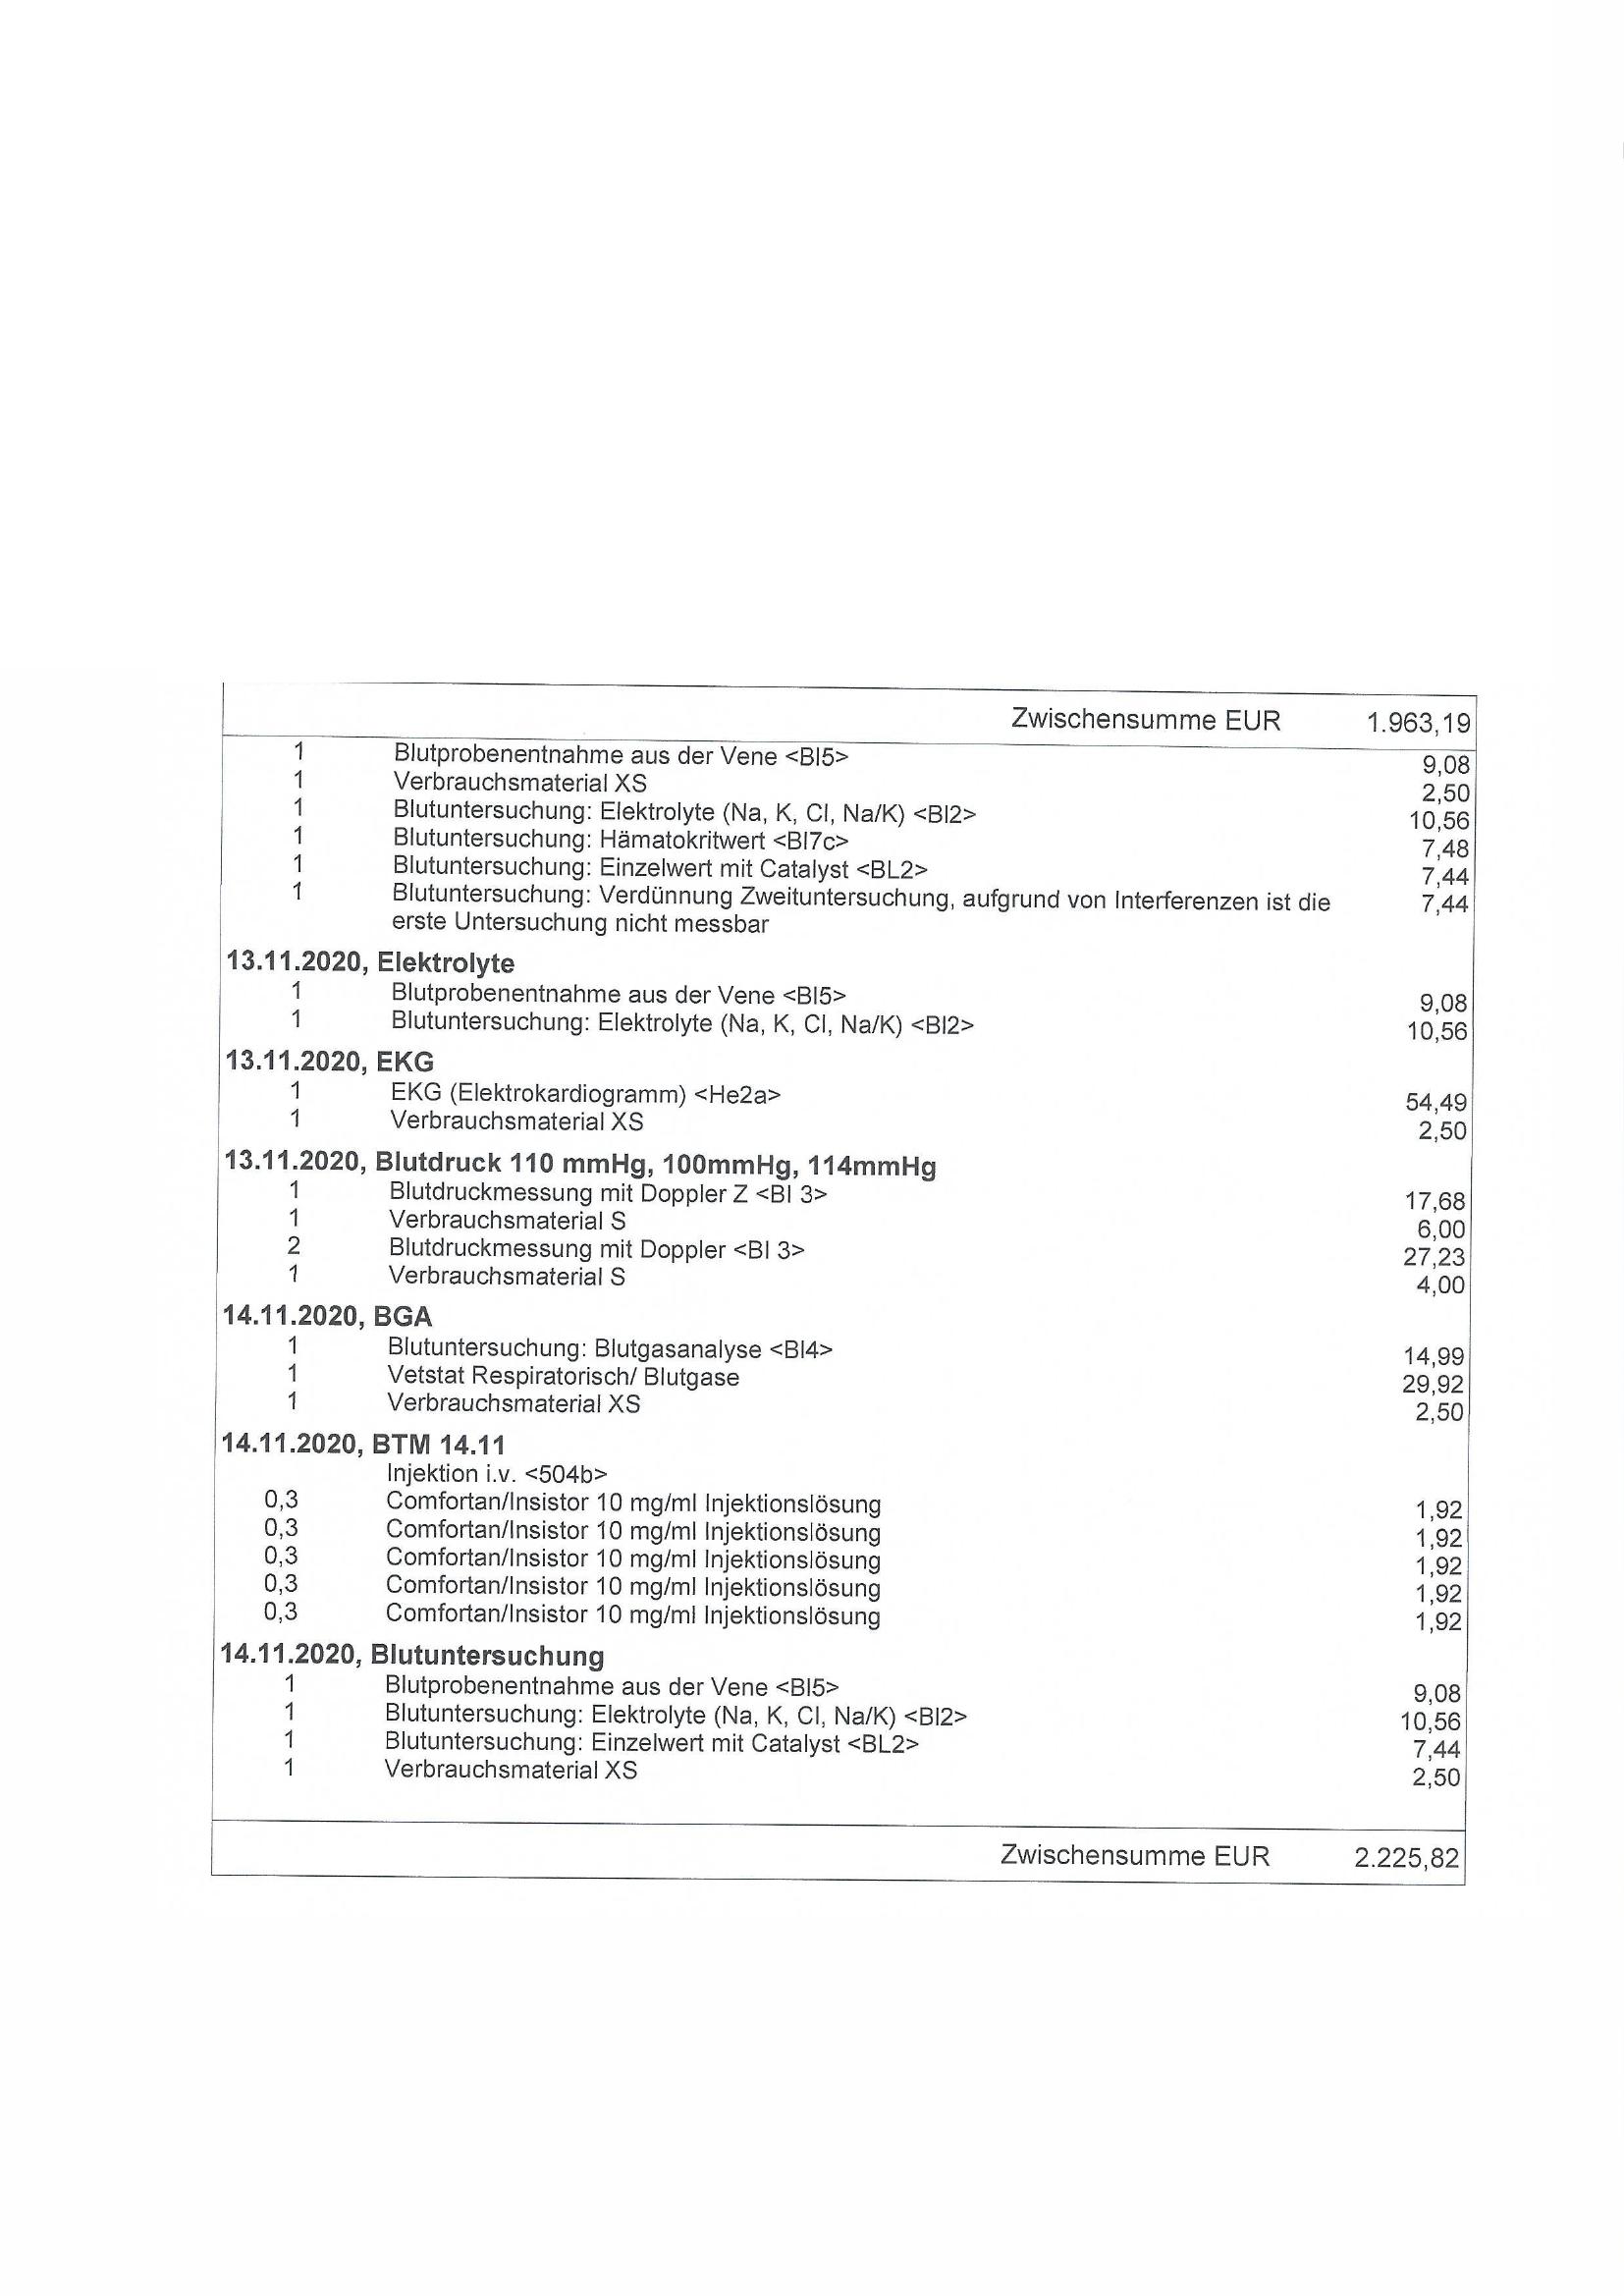 Zwischensumme EUR 1.963,19
1 Blutprobenentnahme aus der Vene <Bl5> 9,08
1 Verbrauchsmaterial XS 2,50
1 Blutuntersuchung: Elektrolyte (Na, K, Cl, Na/K) <Bl2> 10,56
1 Blutuntersuchung: Hämatokritwert <Bl7c> 7,48
1 Blutuntersuchung: Einzelwert mit Catalyst <BL2> 7,44
1 Blutuntersuchung: Verdünnung Zweituntersuchung, aufgrund von Interferenzen ist die 7,44
erste Untersuchung nicht messbar
13.11.2020, Elektrolyte
1 Blutprobenentnahme aus der Vene <Bl5> 9,08
1 Blutuntersuchung: Elektrolyte (Na, K, Cl, Na/K) <Bl2> 10,56
13.11.2020, EKG
1 EKG (Elektrokardiogramm) <He2a> 54,49
1 Verbrauchsmaterial XS 2,50
13.11.2020, Blutdruck 110 mmHg, 100mmHg, 114mmHg
1 Blutdruckmessung mit Doppler Z <Bl 3> 17,68
1 Verbrauchsmaterial S 6,00
2 Blutdruckmessung mit Doppler <Bl 3> 27,23
1 Verbrauchsmaterial S 4,00
14.11.2020, BGA
1 Blutuntersuchung: Blutgasanalyse <Bl4> 14,99
1 Vetstat Respiratorisch/ Blutgase 29,92
1 Verbrauchsmaterial XS 2,50
14.11.2020, BTM 14.11
Injektion i.v. <504b>
0,3 Comfortan/Insistor 10 mg/ml Injektionslösung 1,92
0,3 Comfortan/Insistor 10 mg/ml Injektionslösung 1,92
0,3 Comfortan/Insistor 10 mg/ml Injektionslösung 1,92
0,3 Comfortan/Insistor 10 mg/ml Injektionslösung 1,92
0,3 Comfortan/Insistor 10 mg/ml Injektionslösung 1,92
14.11.2020, Blutuntersuchung
1 Blutprobenentnahme aus der Vene <Bl5> 9,08
1 Blutuntersuchung: Elektrolyte (Na, K, Cl, Na/K) <Bl2> 10,56
1 Blutuntersuchung: Einzelwert mit Catalyst <BL2> 7,44
1 Verbrauchsmaterial XS 2,50
Zwischensumme EUR 2.225,82